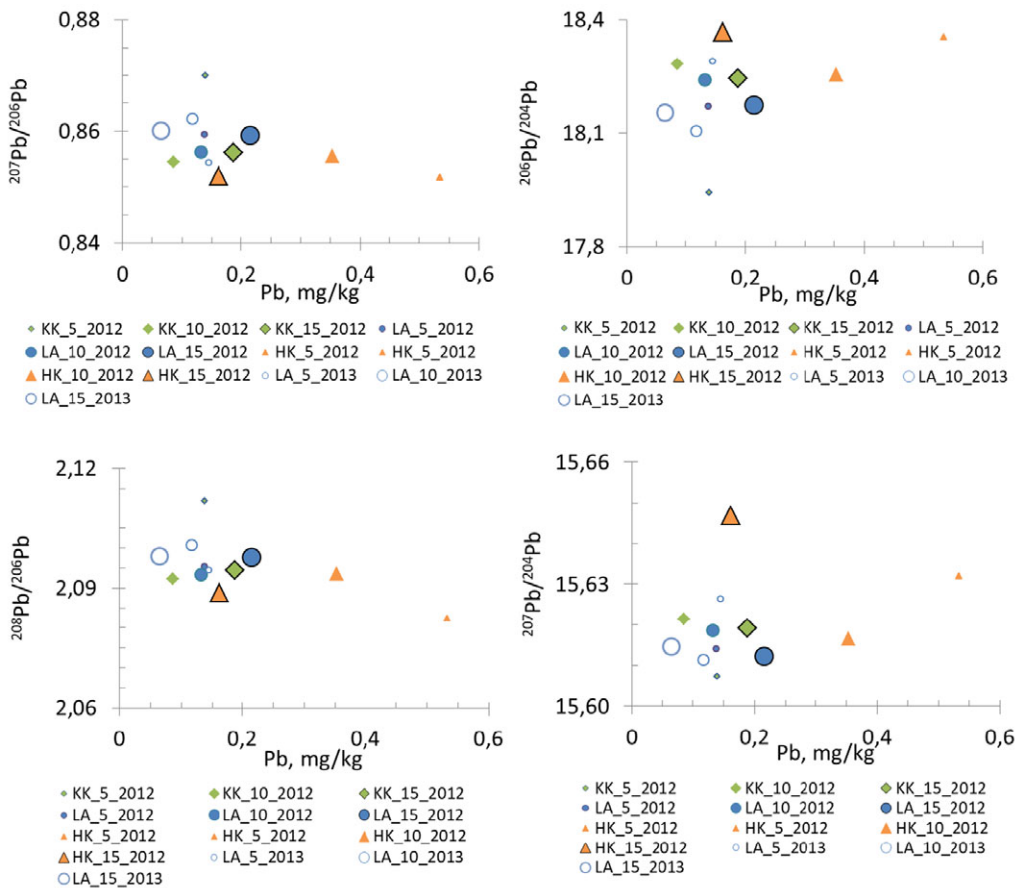 0,88
0,86
0,84
²⁰⁷Pb/²⁰⁶Pb
0 0,2 0,4 0,6
Pb, mg/kg
KK_5_2012 KK_10_2012 KK_15_2012 LA_5_2012
LA_10_2012 LA_15_2012 HK_5_2012 HK_5_2012
HK_10_2012 HK_15_2012 LA_5_2013 LA_10_2013
LA_15_2013
18,4
18,1
17,8
²⁰⁶Pb/²⁰⁴Pb
0 0,2 0,4 0,6
Pb, mg/kg
KK_5_2012 KK_10_2012 KK_15_2012 LA_5_2012
LA_10_2012 LA_15_2012 HK_5_2012 HK_5_2012
HK_10_2012 HK_15_2012 LA_5_2013 LA_10_2013
LA_15_2013
2,12
2,09
2,06
²⁰⁸Pb/²⁰⁶Pb
0 0,2 0,4 0,6
Pb, mg/kg
KK_5_2012 KK_10_2012 KK_15_2012
LA_5_2012 LA_10_2012 LA_15_2012
HK_5_2012 HK_5_2012 HK_10_2012
HK_15_2012 LA_5_2013 LA_10_2013
LA_15_2013
15,66
15,63
15,60
²⁰⁷Pb/²⁰⁴Pb
0 0,2 0,4 0,6
Pb, mg/kg
KK_5_2012 KK_10_2012 KK_15_2012
LA_5_2012 LA_10_2012 LA_15_2012
HK_5_2012 HK_5_2012 HK_10_2012
HK_15_2012 LA_5_2013 LA_10_2013
LA_15_2013